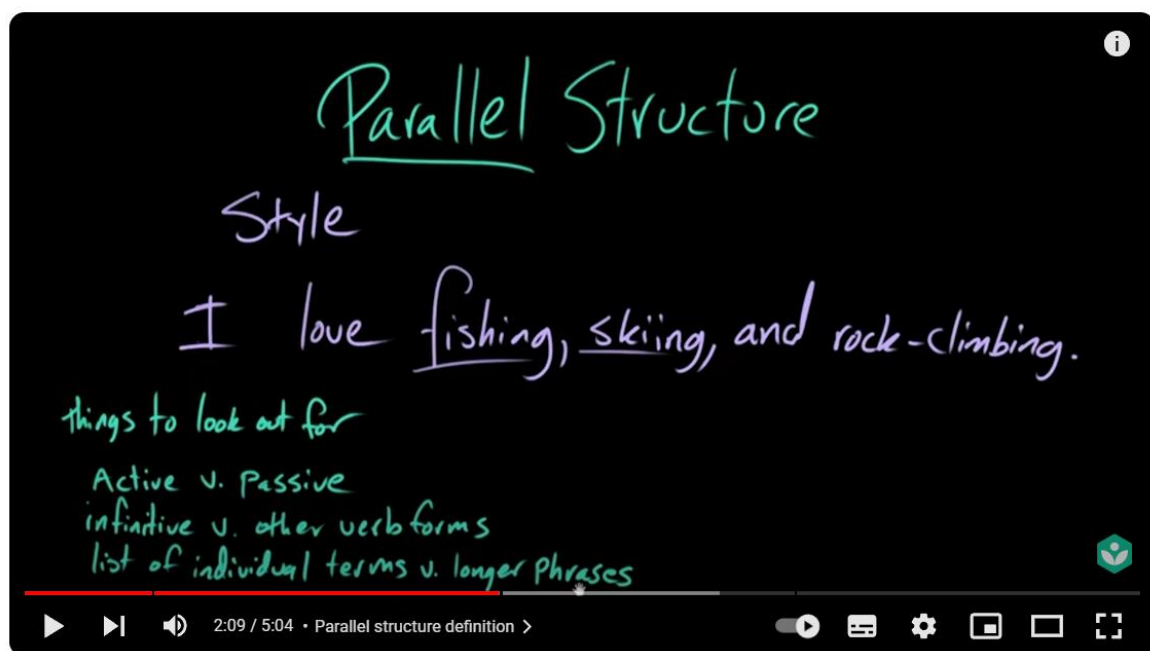 Parallel Structure
Style
I love fishing, skiing, and rock-climbing.
things to look out for
Active v. Passive
infinitive v. other verb forms
list of individual terms v. longer phrases
2:09 / 5:04 • Parallel structure definition >